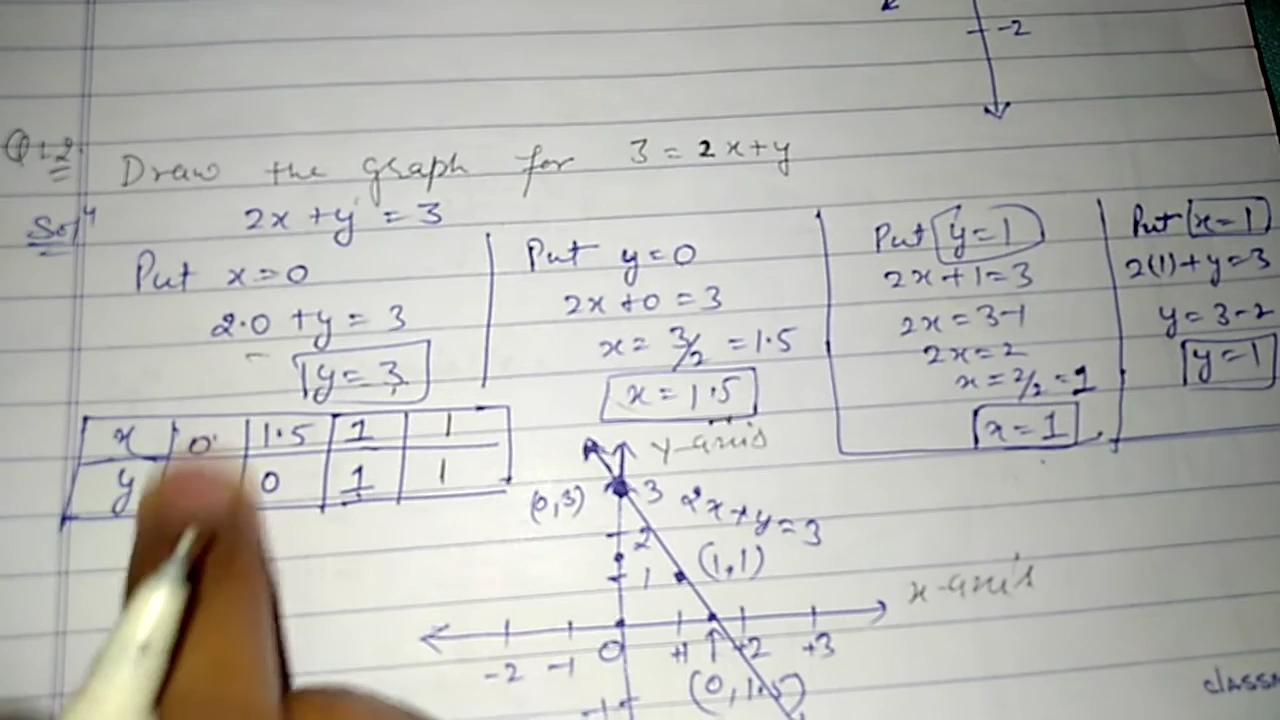 -2
Q:2 Draw the graph for 3 = 2x+y
Solⁿ 2x + y = 3
Put x=0
2.0 + y = 3
y = 3
Put y=0
2x + 0 = 3
x = 3/2 = 1.5
x = 1.5
Put y=1
2x+1=3
2x=3-1
2x=2
x=2/2=1
x=1
Put x=1
2(1)+y=3
y=3-2
y=1
x 0 1.5 1 1
y 0 1 1
y-axis
(0,3) 3 2x+y=3
2
1 (1,1)
x-axis
-2 -1 0 +1 +2 +3
-1